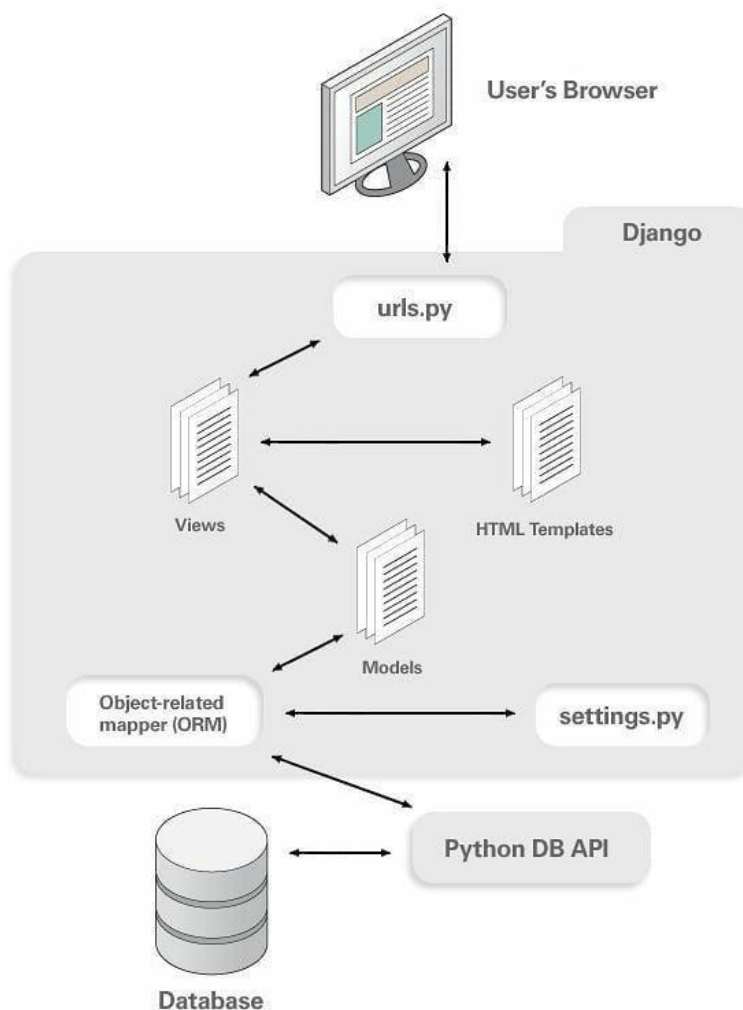 User's Browser
Django
urls.py
Views
HTML Templates
Models
Object-related
mapper (ORM)
settings.py
Python DB API
Database